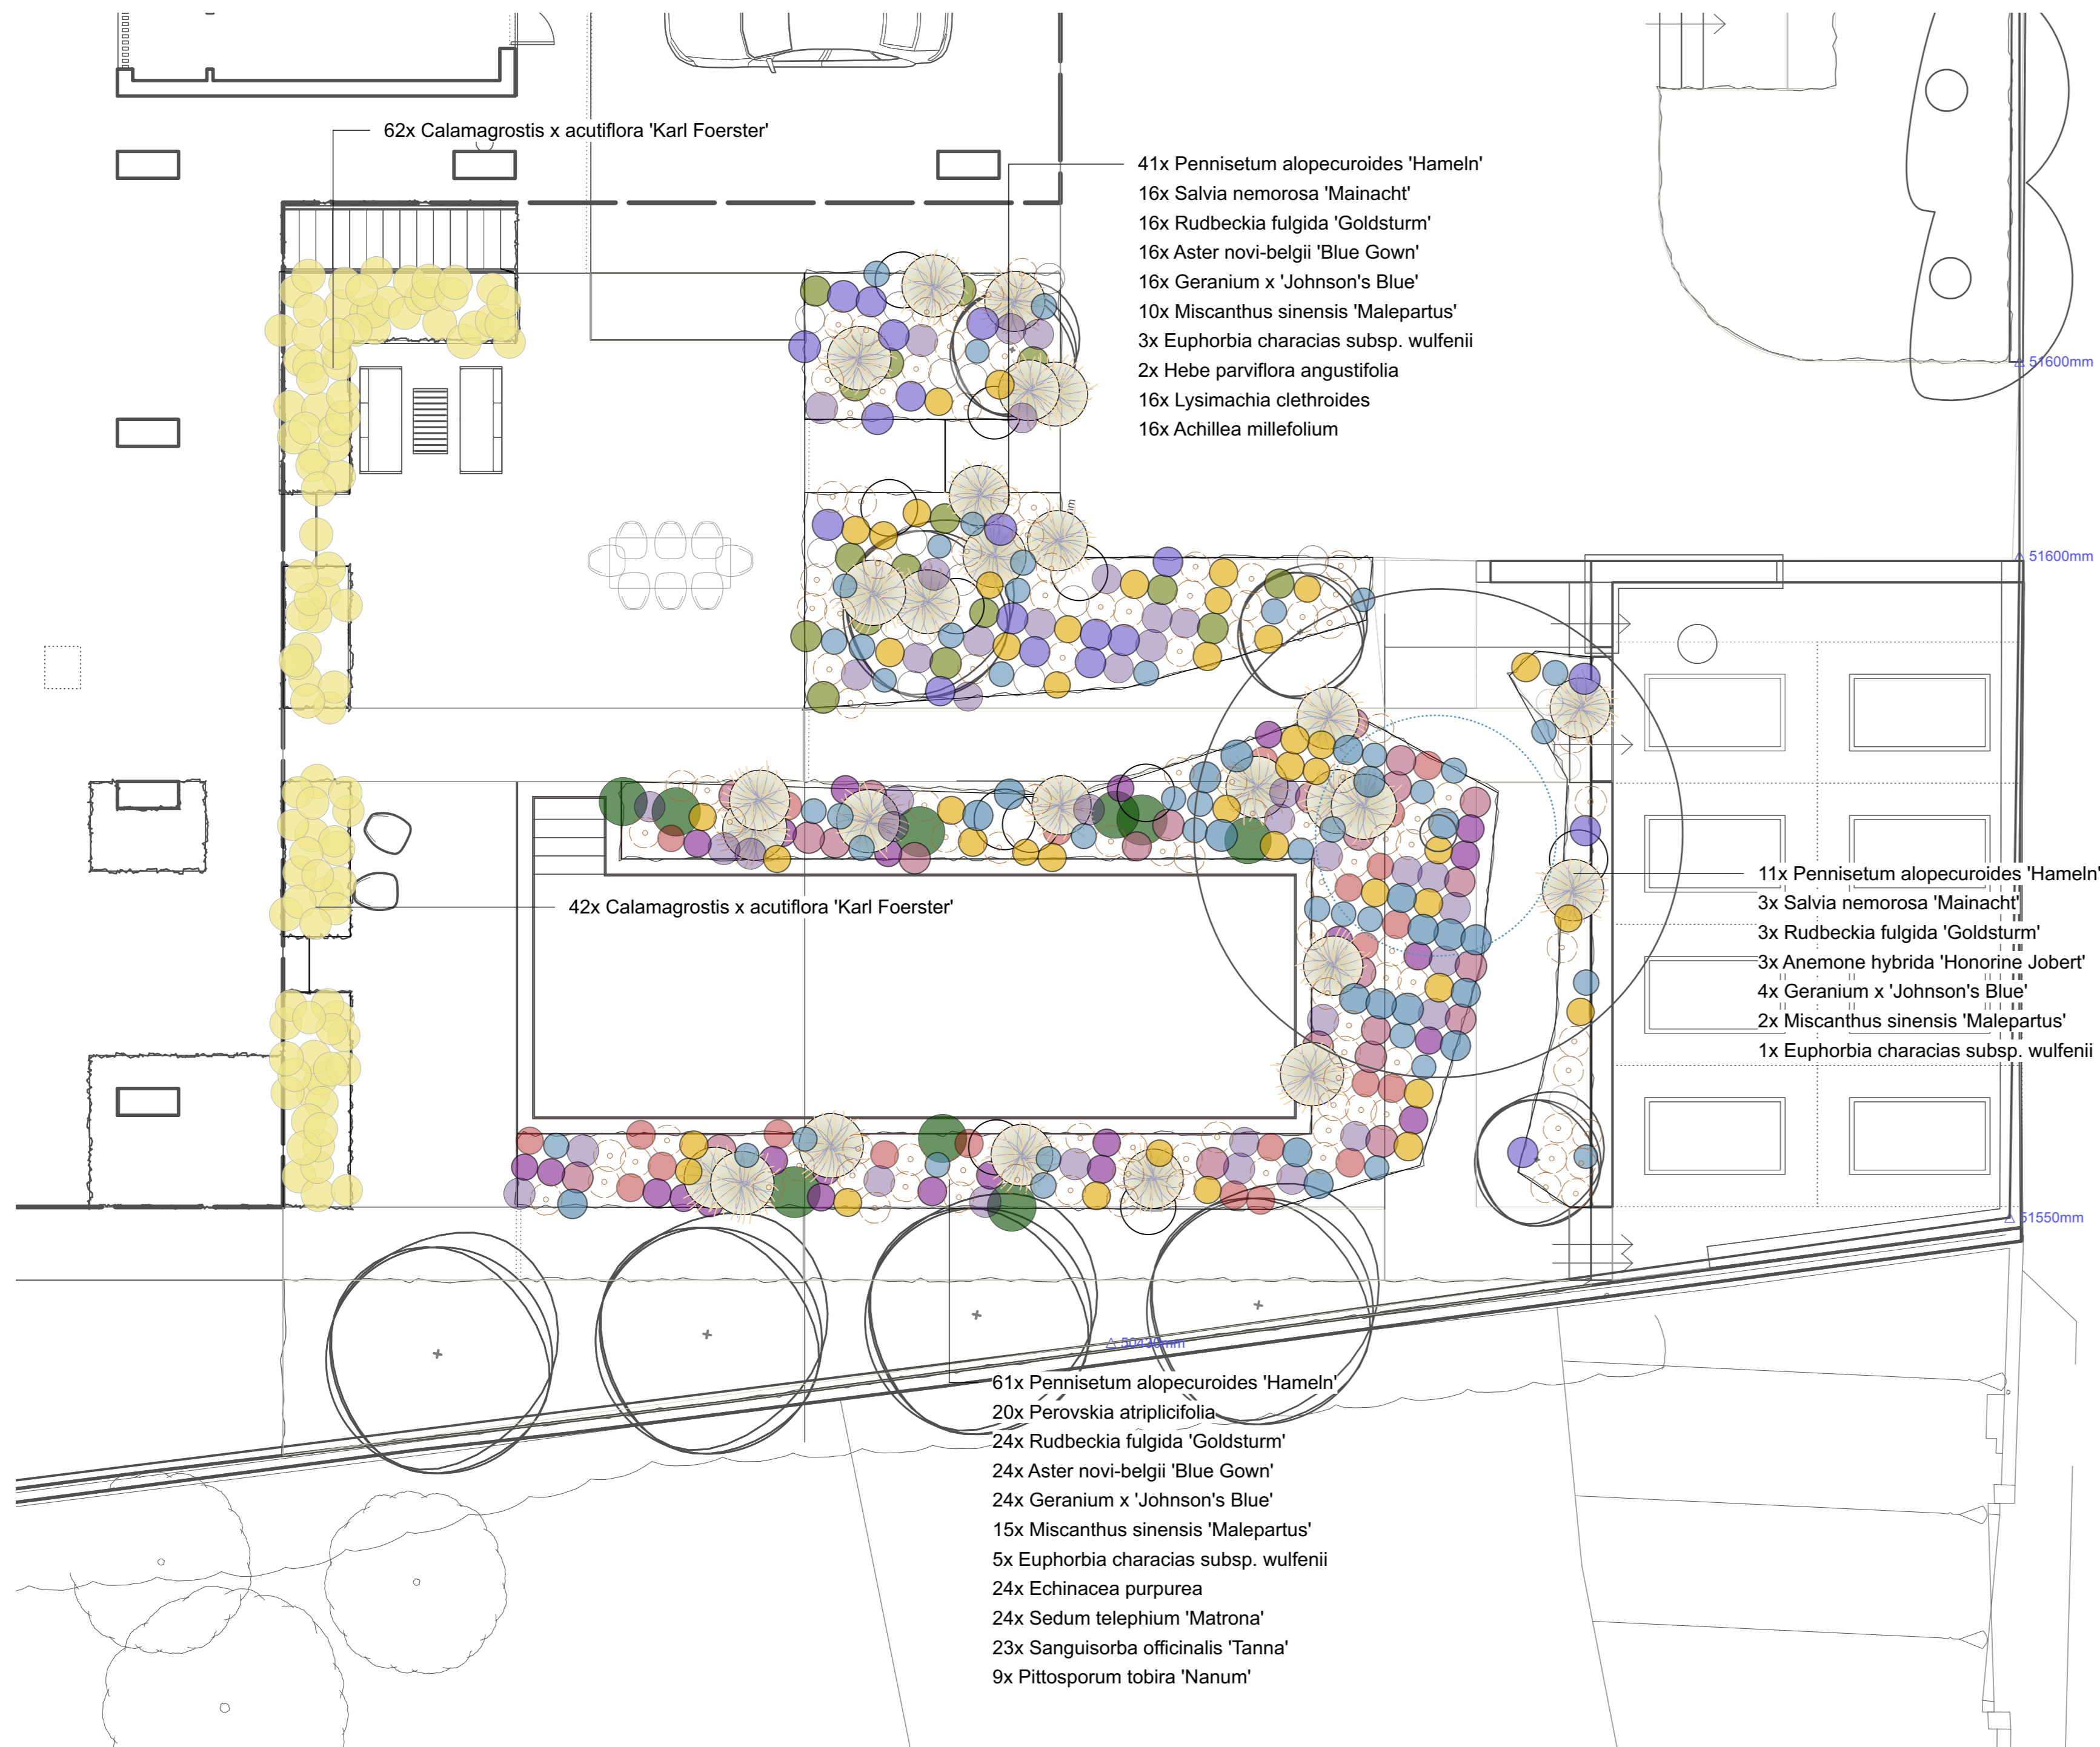 62x Calamagrostis x acutiflora 'Karl Foerster'
41x Pennisetum alopecuroides 'Hameln'
16x Salvia nemorosa 'Mainacht'
16x Rudbeckia fulgida 'Goldsturm'
16x Aster novi-belgii 'Blue Gown'
16x Geranium x 'Johnson's Blue'
10x Miscanthus sinensis 'Malepartus'
3x Euphorbia characias subsp. wulfenii
2x Hebe parviflora angustifolia
16x Lysimachia clethroides
16x Achillea millefolium
51600mm
51600mm
11x Pennisetum alopecuroides 'Hameln'
3x Salvia nemorosa 'Mainacht'
3x Rudbeckia fulgida 'Goldsturm'
3x Anemone hybrida 'Honorine Jobert'
4x Geranium x 'Johnson's Blue'
2x Miscanthus sinensis 'Malepartus'
1x Euphorbia characias subsp. wulfenii
42x Calamagrostis x acutiflora 'Karl Foerster'
51550mm
61x Pennisetum alopecuroides 'Hameln'
20x Perovskia atriplicifolia
24x Rudbeckia fulgida 'Goldsturm'
24x Aster novi-belgii 'Blue Gown'
24x Geranium x 'Johnson's Blue'
15x Miscanthus sinensis 'Malepartus'
5x Euphorbia characias subsp. wulfenii
24x Echinacea purpurea
24x Sedum telephium 'Matrona'
23x Sanguisorba officinalis 'Tanna'
9x Pittosporum tobira 'Nanum'